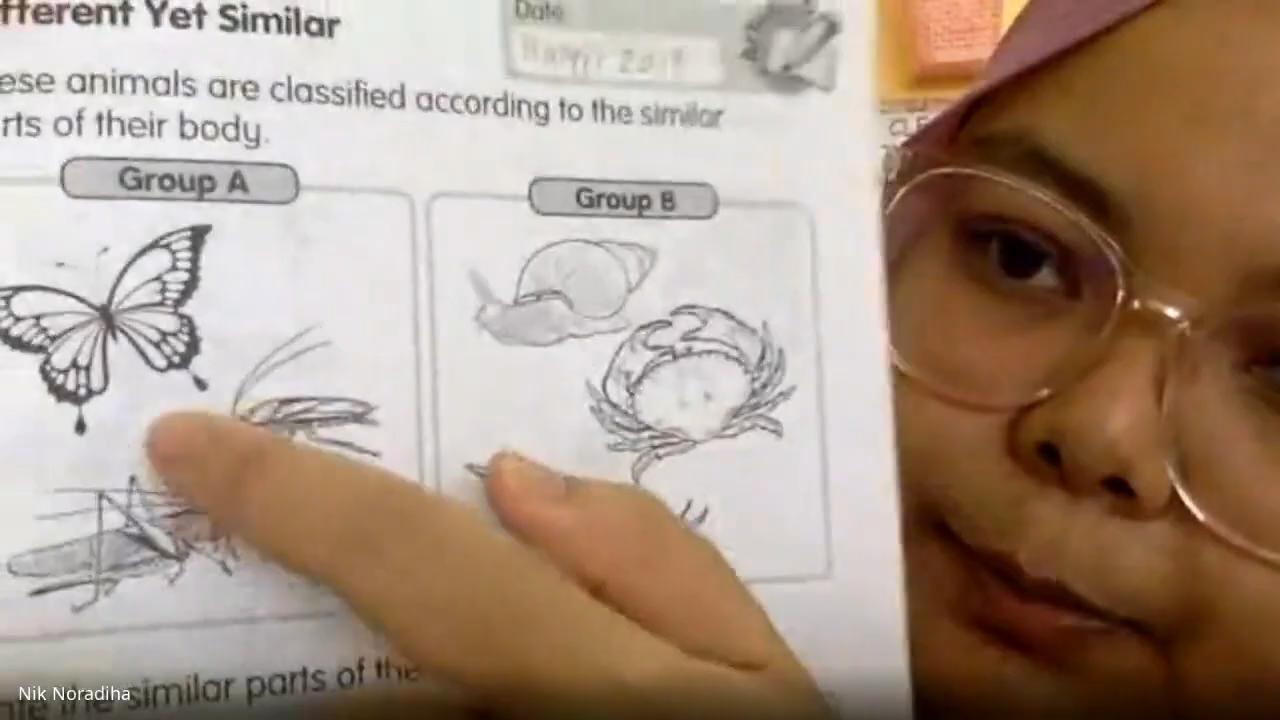 fferent Yet Similar
Date
ese animals are classified according to the similar
rts of their body.
Group A
Group B
similar parts of the
Nik Noradiha